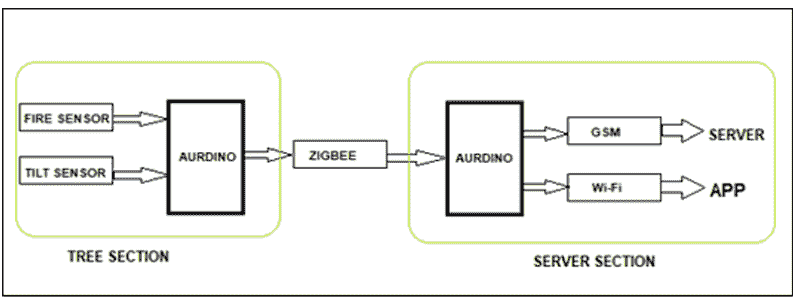 FIRE SENSOR
TILT SENSOR
AURDINO
ZIGBEE
AURDINO
GSM
Wi-Fi
SERVER
APP
TREE SECTION
SERVER SECTION